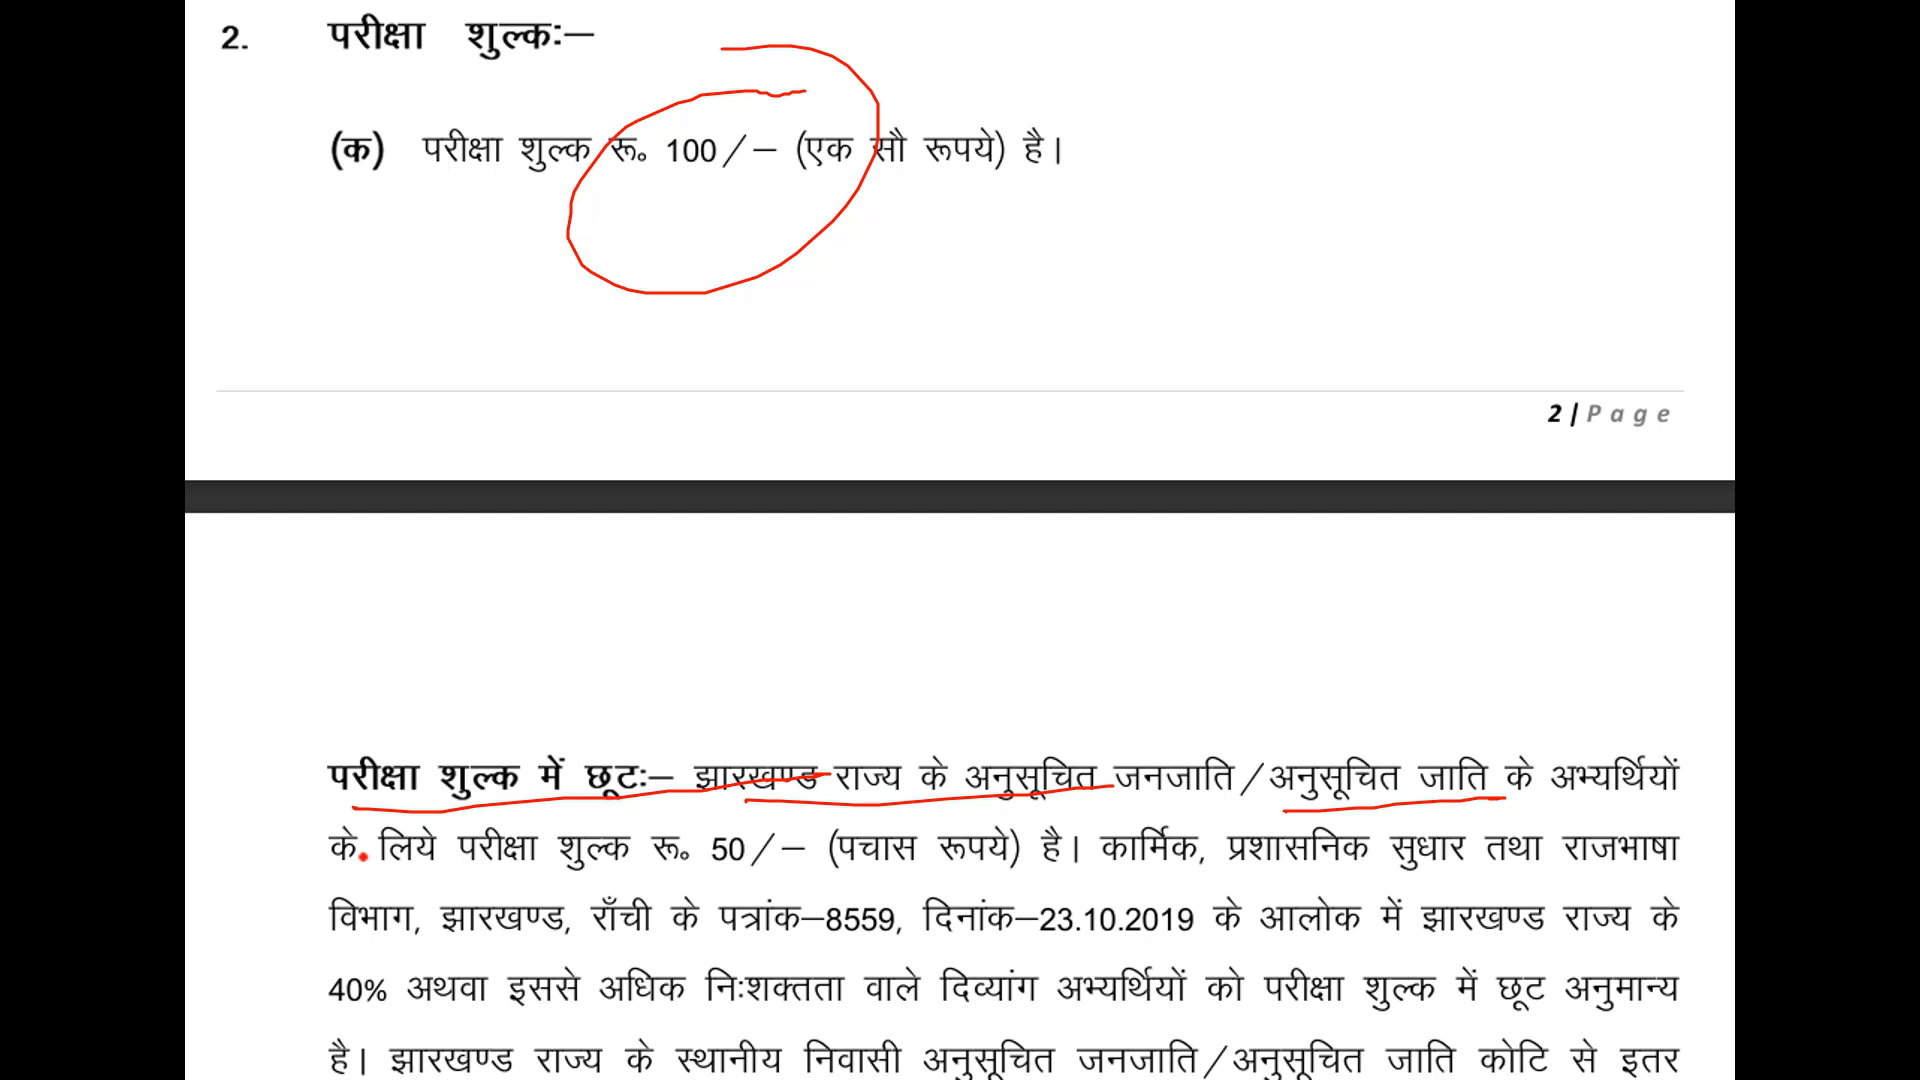 2. परीक्षा शुल्कः—
(क) परीक्षा शुल्क रू० 100/— (एक सौ रूपये) है।
2 | Page
परीक्षा शुल्क में छूटः— झारखण्ड राज्य के अनुसूचित जनजाति/अनुसूचित जाति के अभ्यर्थियों
के लिये परीक्षा शुल्क रू० 50/— (पचास रूपये) है। कार्मिक, प्रशासनिक सुधार तथा राजभाषा
विभाग, झारखण्ड, राँची के पत्रांक—8559, दिनांक—23.10.2019 के आलोक में झारखण्ड राज्य के
40% अथवा इससे अधिक निःशक्तता वाले दिव्यांग अभ्यर्थियों को परीक्षा शुल्क में छूट अनुमान्य
है। झारखण्ड राज्य के स्थानीय निवासी अनुसूचित जनजाति/अनुसूचित जाति कोटि से इतर